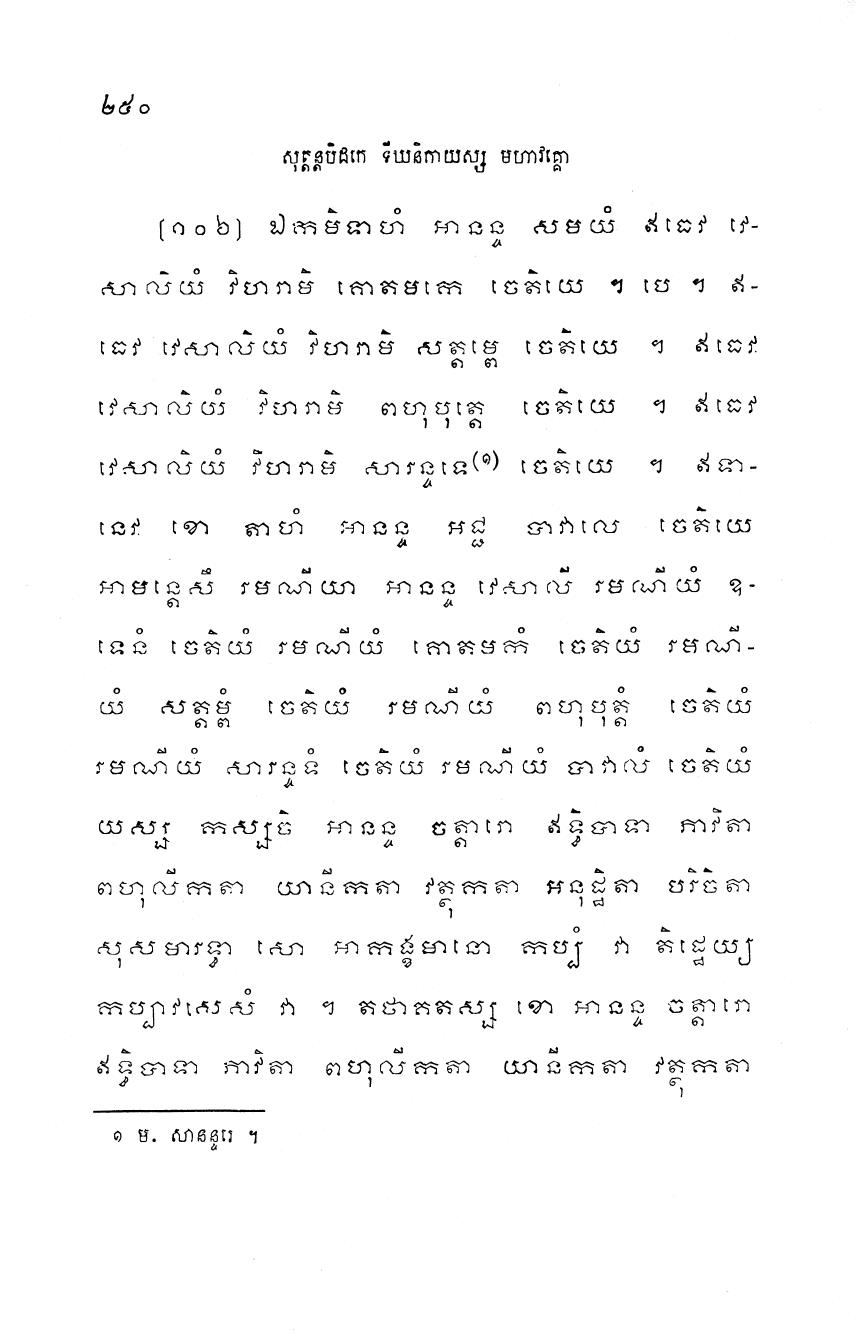 ២៥០
សុត្តន្តបិដកេ ទីឃនិកាយស្ស មហាវគ្គោ
[១០៦] ឯកមិទាហំ អានន្ទ សមយំ ឥធេវ វេ-
សាលិយំ វិហរាមិ គោតមកេ ចេតិយេ ។ បេ ។ ឥ-
ធេវ វេសាលិយំ វិហរាមិ សត្តម្ពេ ចេតិយេ ។ ឥធេវ
វេសាលិយំ វិហរាមិ ពហុបុត្តេ ចេតិយេ ។ ឥធេវ
វេសាលិយំ វិហរាមិ សារន្ទទេ(១) ចេតិយេ ។ ឥទា-
នេវ ខោ តាហំ អានន្ទ អជ្ជ បាវាលេ ចេតិយេ
អាមន្តេសឹ រមណីយា អានន្ទ វេសាលី រមណីយំ ឧ-
ទេនំ ចេតិយំ រមណីយំ គោតមកំ ចេតិយំ រមណី-
យំ សត្តម្ពំ ចេតិយំ រមណីយំ ពហុបុត្តំ ចេតិយំ
រមណីយំ សារន្ទទំ ចេតិយំ រមណីយំ បាវាលំ ចេតិយំ
យស្ស កស្សចិ អានន្ទ ចត្តារោ ឥទ្ធិបាទា ភាវិតា
ពហុលីកតា យានីកតា វត្ថុកតា អនុដ្ឋិតា បរិចិតា
សុសមារទ្ធា សោ អាកង្ខមានោ កប្បំ វា តិដ្ឋេយ្យ
កប្បាវសេសំ វា ។ តថាគតស្ស ខោ អានន្ទ ចត្តារោ
ឥទ្ធិបាទា ភាវិតា ពហុលីកតា យានីកតា វត្ថុកតា
១ ម. សានន្ទរេ ។